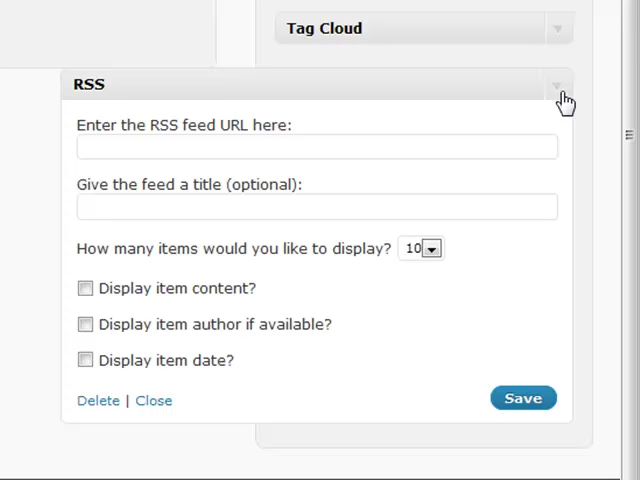 Tag Cloud
RSS
Enter the RSS feed URL here:
Give the feed a title (optional):
How many items would you like to display? 10
Display item content?
Display item author if available?
Display item date?
Delete | Close
Save